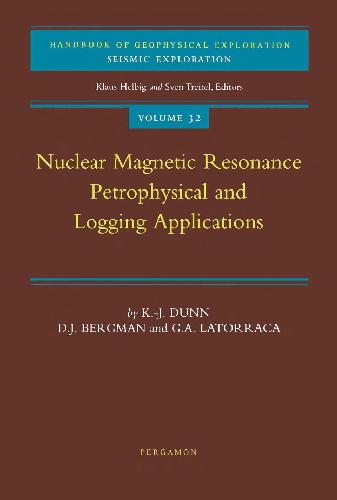 HANDBOOK OF GEOPHYSICAL EXPLORATION
SEISMIC EXPLORATION
Klaus Helbig and Sven Treitel, Editors
VOLUME 32
Nuclear Magnetic Resonance
Petrophysical and
Logging Applications
by K.-J. DUNN
D.J. BERGMAN and G.A. LATORRACA
PERGAMON